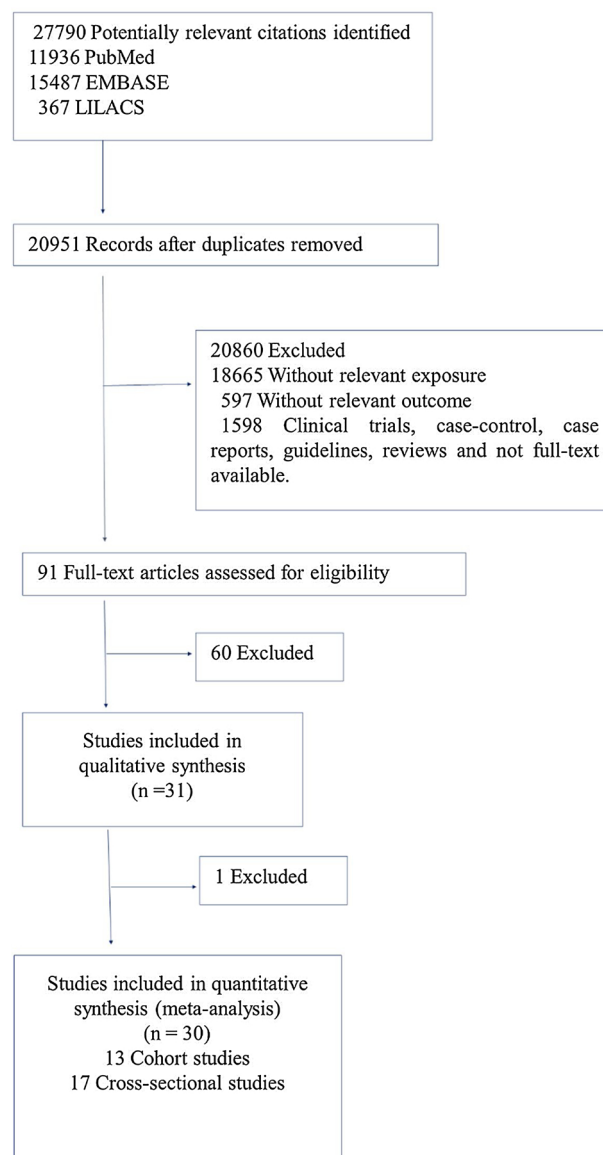 27790 Potentially relevant citations identified
11936 PubMed
15487 EMBASE
367 LILACS
20951 Records after duplicates removed
20860 Excluded
18665 Without relevant exposure
597 Without relevant outcome
1598 Clinical trials, case-control, case
reports, guidelines, reviews and not full-text
available.
91 Full-text articles assessed for eligibility
60 Excluded
Studies included in
qualitative synthesis
(n =31)
1 Excluded
Studies included in quantitative
synthesis (meta-analysis)
(n = 30)
13 Cohort studies
17 Cross-sectional studies